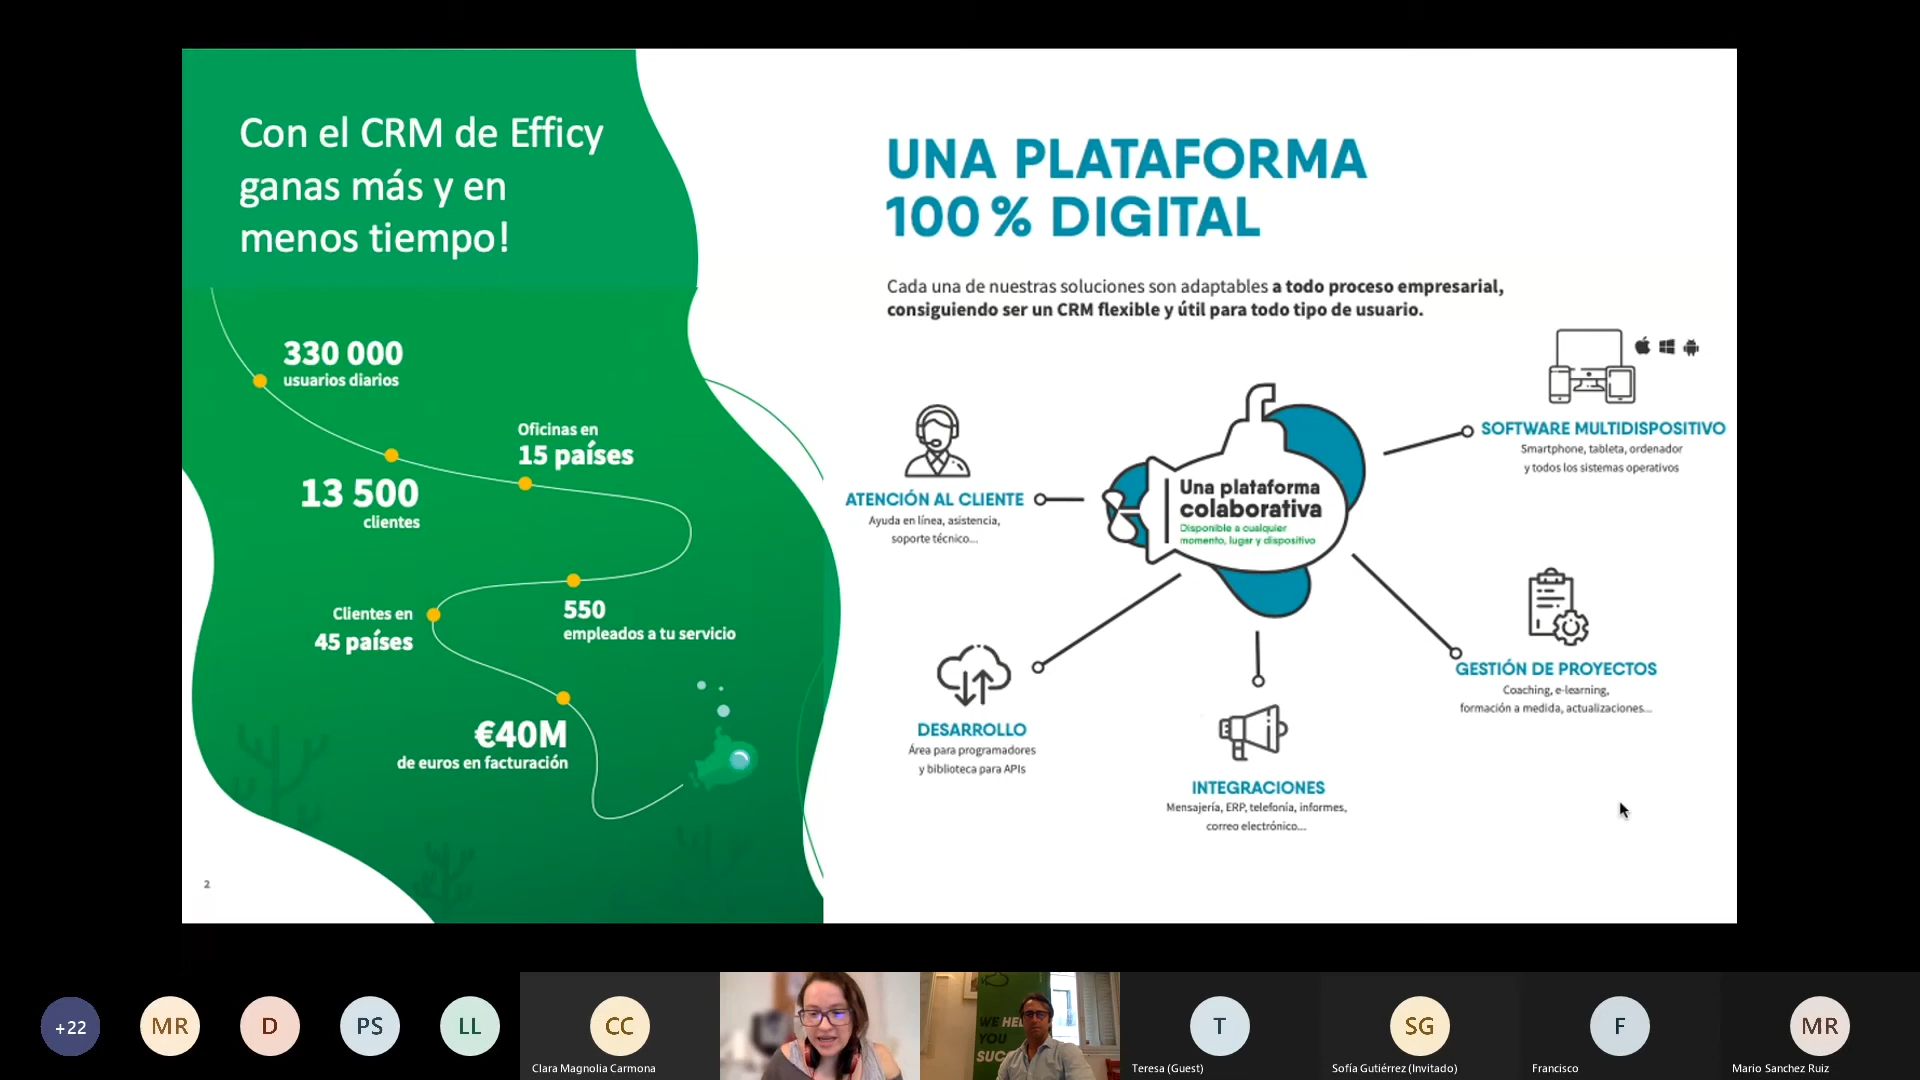 Con el CRM de Efficy
ganas más y en
menos tiempo!
330 000
usuarios diarios
Oficinas en
15 países
13 500
clientes
550
empleados a tu servicio
Clientes en
45 países
€40M
de euros en facturación
2
UNA PLATAFORMA
100 % DIGITAL
Cada una de nuestras soluciones son adaptables a todo proceso empresarial,
consiguiendo ser un CRM flexible y útil para todo tipo de usuario.
SOFTWARE MULTIDISPOSITIVO
Smartphone, tableta, ordenador
y todos los sistemas operativos
ATENCIÓN AL CLIENTE
Ayuda en línea, asistencia,
soporte técnico...
Una plataforma
colaborativa
Disponible a cualquier
momento, lugar y dispositivo
GESTIÓN DE PROYECTOS
Coaching, e-learning,
formación a medida, actualizaciones...
DESARROLLO
Área para programadores
y biblioteca para APIs
INTEGRACIONES
Mensajería, ERP, telefonía, informes,
correo electrónico...
+22
MR
D
PS
LL
CC
Clara Magnolia Carmona
WE HEL
YOU
SUC
T
Teresa (Guest)
SG
Sofía Gutiérrez (Invitado)
F
Francisco
MR
Mario Sanchez Ruiz